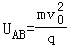 U_AB = mv_0^2/q